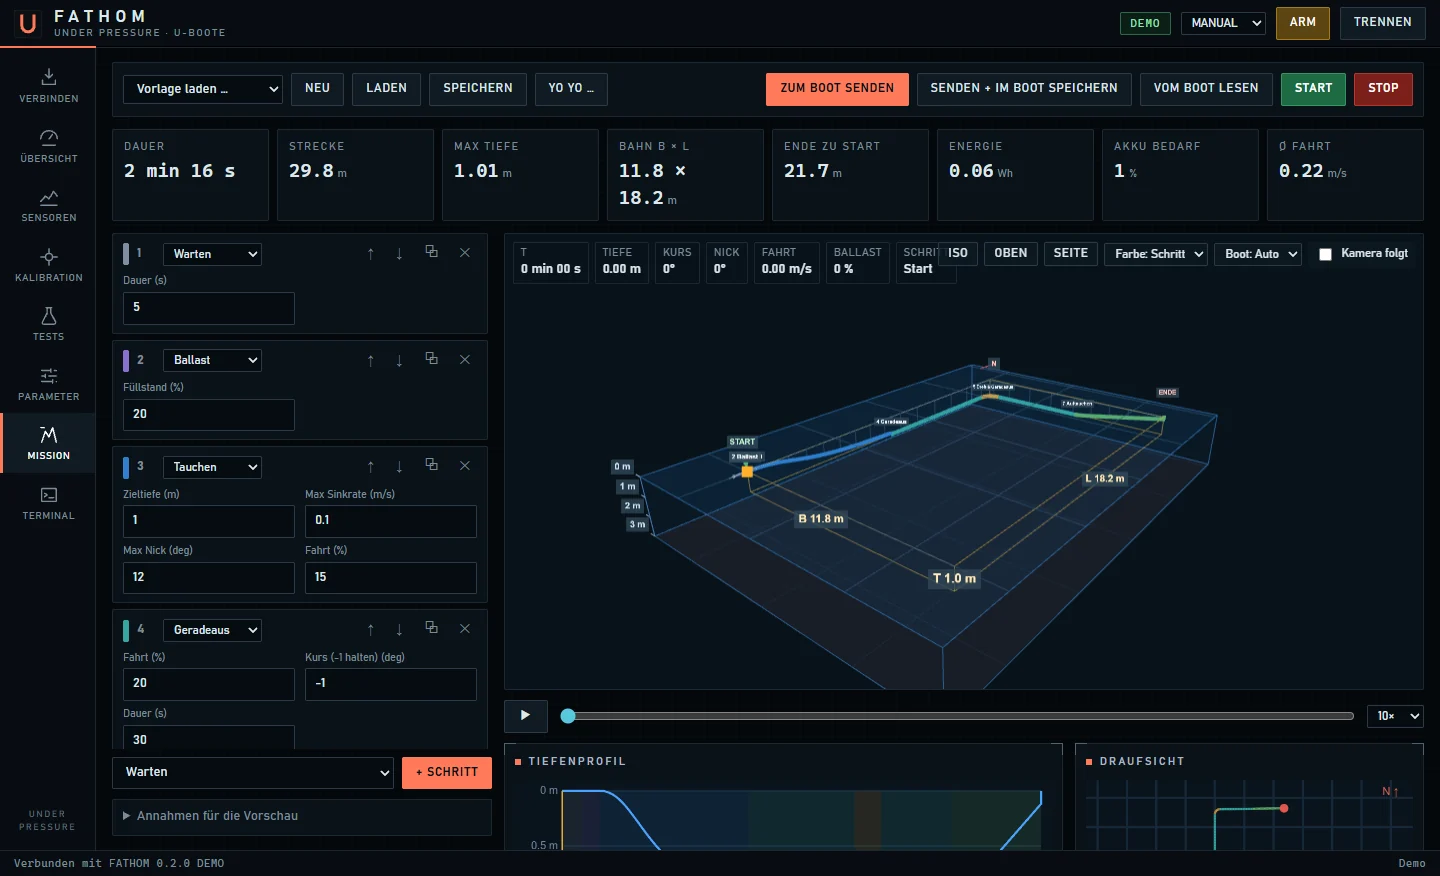 FATHOM
UNDER PRESSURE · U-BOOTE
DEMO
MANUAL
ARM
TRENNEN
VERBINDEN
ÜBERSICHT
SENSOREN
KALIBRATION
TESTS
PARAMETER
MISSION
TERMINAL
UNDER
PRESSURE
Vorlage laden ...
NEU
LADEN
SPEICHERN
YO YO ...
ZUM BOOT SENDEN
SENDEN + IM BOOT SPEICHERN
VOM BOOT LESEN
START
STOP
DAUER
2 min 16 s
STRECKE
29.8 m
MAX TIEFE
1.01 m
BAHN B × L
11.8 ×
18.2 m
ENDE ZU START
21.7 m
ENERGIE
0.06 Wh
AKKU BEDARF
1 %
Ø FAHRT
0.22 m/s
1 Warten
Dauer (s)
5
2 Ballast
Füllstand (%)
20
3 Tauchen
Zieltiefe (m) Max Sinkrate (m/s)
1 0.1
Max Nick (deg) Fahrt (%)
12 15
4 Geradeaus
Fahrt (%) Kurs (-1 halten) (deg)
20 -1
Dauer (s)
30
Warten
+ SCHRITT
▶ Annahmen für die Vorschau
T
0 min 00 s
TIEFE
0.00 m
KURS
0°
NICK
0°
FAHRT
0.00 m/s
BALLAST
0 %
SCHRIT
Start
ISO
OBEN
SEITE
Farbe: Schritt
Boot: Auto
Kamera folgt
N
ENDE
4 Geradeaus
START
0 m
1 m
2 m
3 m
B 11.8 m
L 18.2 m
T 1.0 m
10×
TIEFENPROFIL
0 m
0.5 m
DRAUFSICHT
N↑
Verbunden mit FATHOM 0.2.0 DEMO
Demo